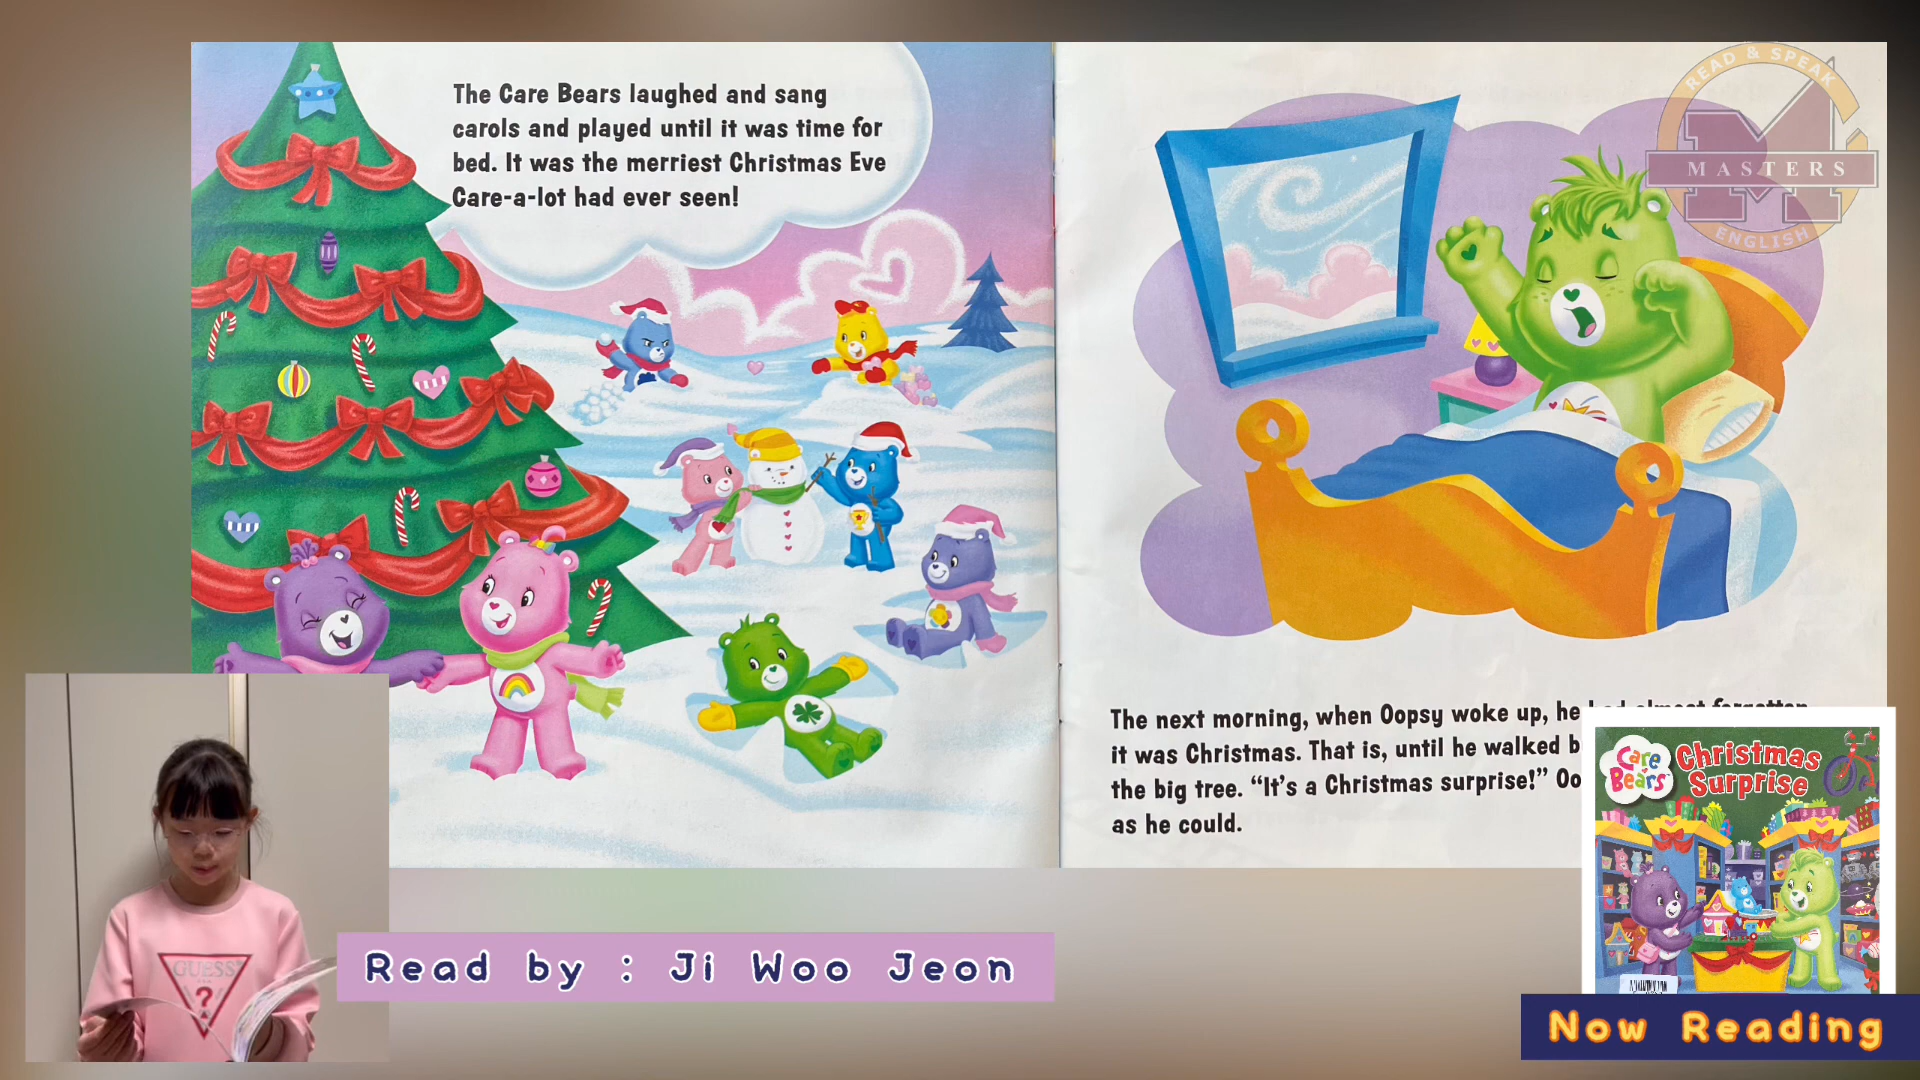 The Care Bears laughed and sang
carols and played until it was time for
bed. It was the merriest Christmas Eve
Care-a-lot had ever seen!
READ & SPEAK
MASTERS
ENGLISH
The next morning, when Oopsy woke up, he had almost forgotten
it was Christmas. That is, until he walked
the big tree. “It’s a Christmas surprise!”
as he could.
Care Bears
Christmas
Surprise
GUESS
?
Read by : Ji Woo Jeon
Now Reading